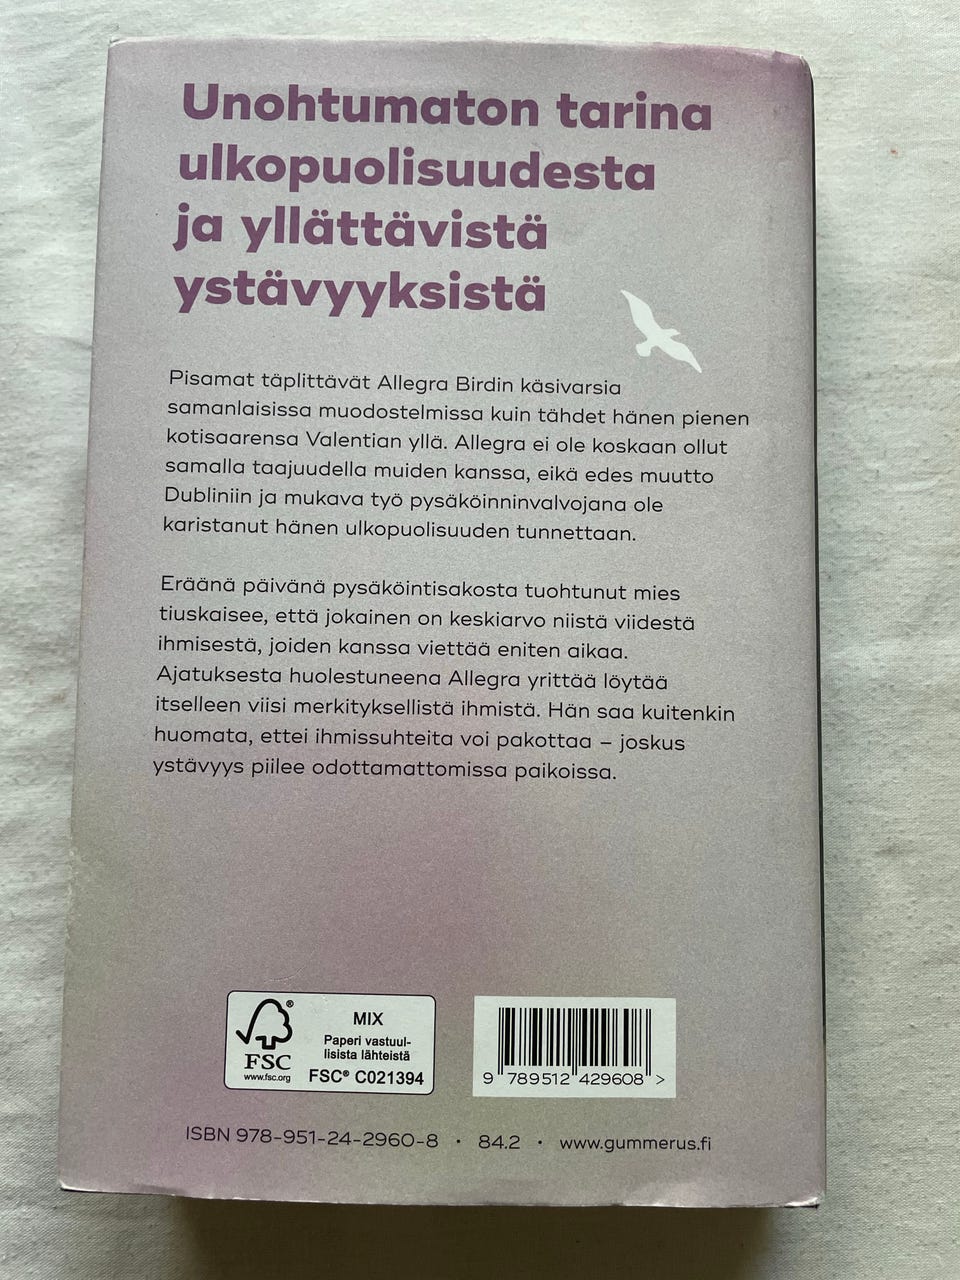 Unohtumaton tarina
ulkopuolisuudesta
ja yllättävistä
ystävyyksistä
Pisamat täplittävät Allegra Birdin käsivarsia
samanlaisissa muodostelmissa kuin tähdet hänen pienen
kotisaarensa Valentian yllä. Allegra ei ole koskaan ollut
samalla taajuudella muiden kanssa, eikä edes muutto
Dubliniin ja mukava työ pysäköinninvalvojana ole
karistanut hänen ulkopuolisuuden tunnettaan.
Eräänä päivänä pysäköintisakosta tuohtunut mies
tiuskaisee, että jokainen on keskiarvo niistä viidestä
ihmisestä, joiden kanssa viettää eniten aikaa.
Ajatuksesta huolestuneena Allegra yrittää löytää
itselleen viisi merkityksellistä ihmistä. Hän saa kuitenkin
huomata, ettei ihmissuhteita voi pakottaa – joskus
ystävyys piilee odottamattomissa paikoissa.
®
FSC
www.fsc.org
MIX
Paperi vastuul-
lisista lähteistä
FSC® C021394
9 789512 429608 >
ISBN 978-951-24-2960-8 · 84.2 · www.gummerus.fi